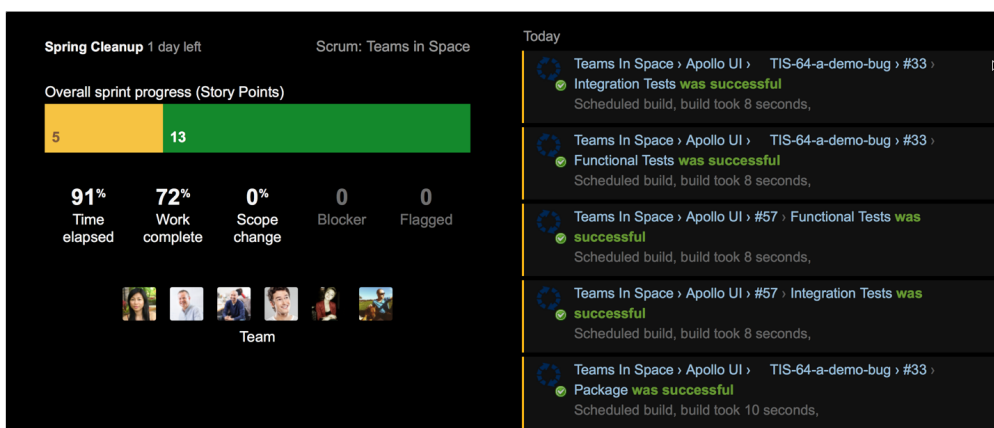 Spring Cleanup 1 day left
Scrum: Teams in Space
Overall sprint progress (Story Points)
5
13
91%
Time
elapsed
72%
Work
complete
0%
Scope
change
0
Blocker
0
Flagged
Team
Today
Teams In Space › Apollo UI › TIS-64-a-demo-bug › #33 ›
Integration Tests was successful
Scheduled build, build took 8 seconds,
Teams In Space › Apollo UI › TIS-64-a-demo-bug › #33 ›
Functional Tests was successful
Scheduled build, build took 8 seconds,
Teams In Space › Apollo UI › #57 › Functional Tests was
successful
Scheduled build, build took 8 seconds,
Teams In Space › Apollo UI › #57 › Integration Tests was
successful
Scheduled build, build took 8 seconds,
Teams In Space › Apollo UI › TIS-64-a-demo-bug › #33 ›
Package was successful
Scheduled build, build took 10 seconds,